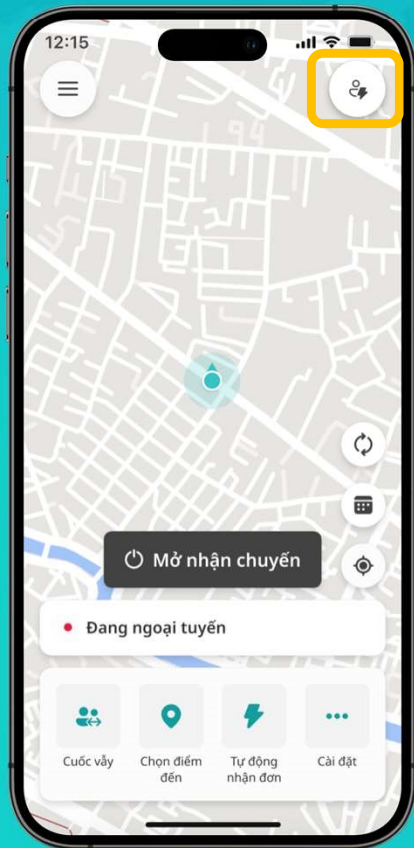 12:15
Mở nhận chuyến
Đang ngoại tuyến
Cuốc vẫy
Chọn điểm
đến
Tự động
nhận đơn
Cài đặt